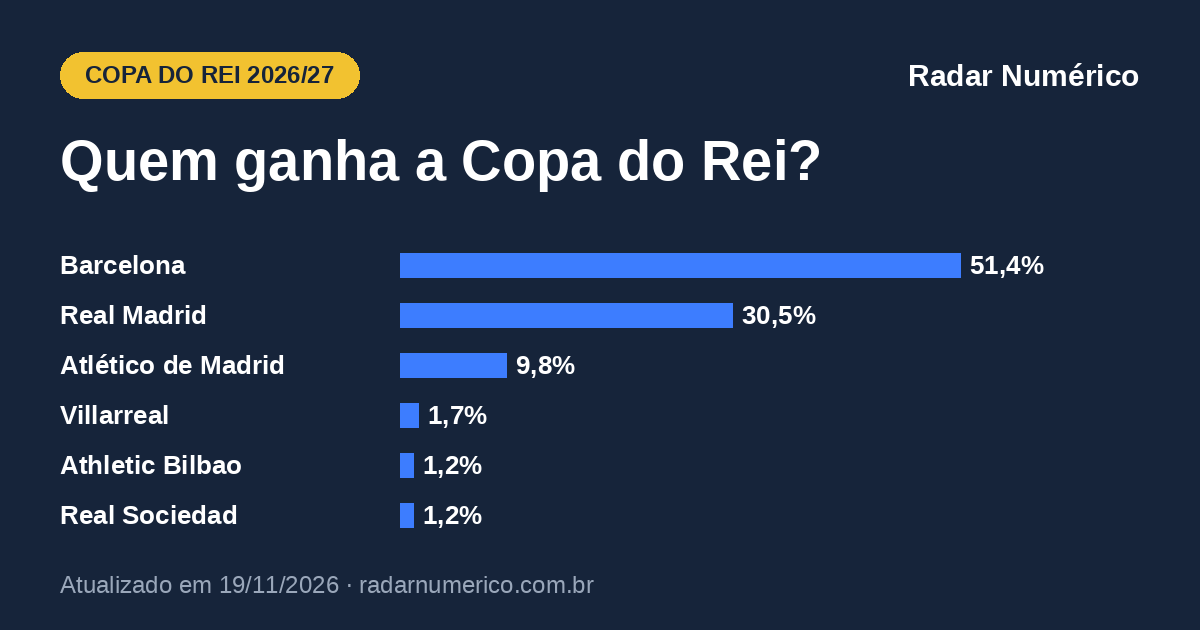 COPA DO REI 2026/27
Radar Numérico
Quem ganha a Copa do Rei?
Barcelona 51,4%
Real Madrid 30,5%
Atlético de Madrid 9,8%
Villarreal 1,7%
Athletic Bilbao 1,2%
Real Sociedad 1,2%
Atualizado em 19/11/2026 · radarnumerico.com.br